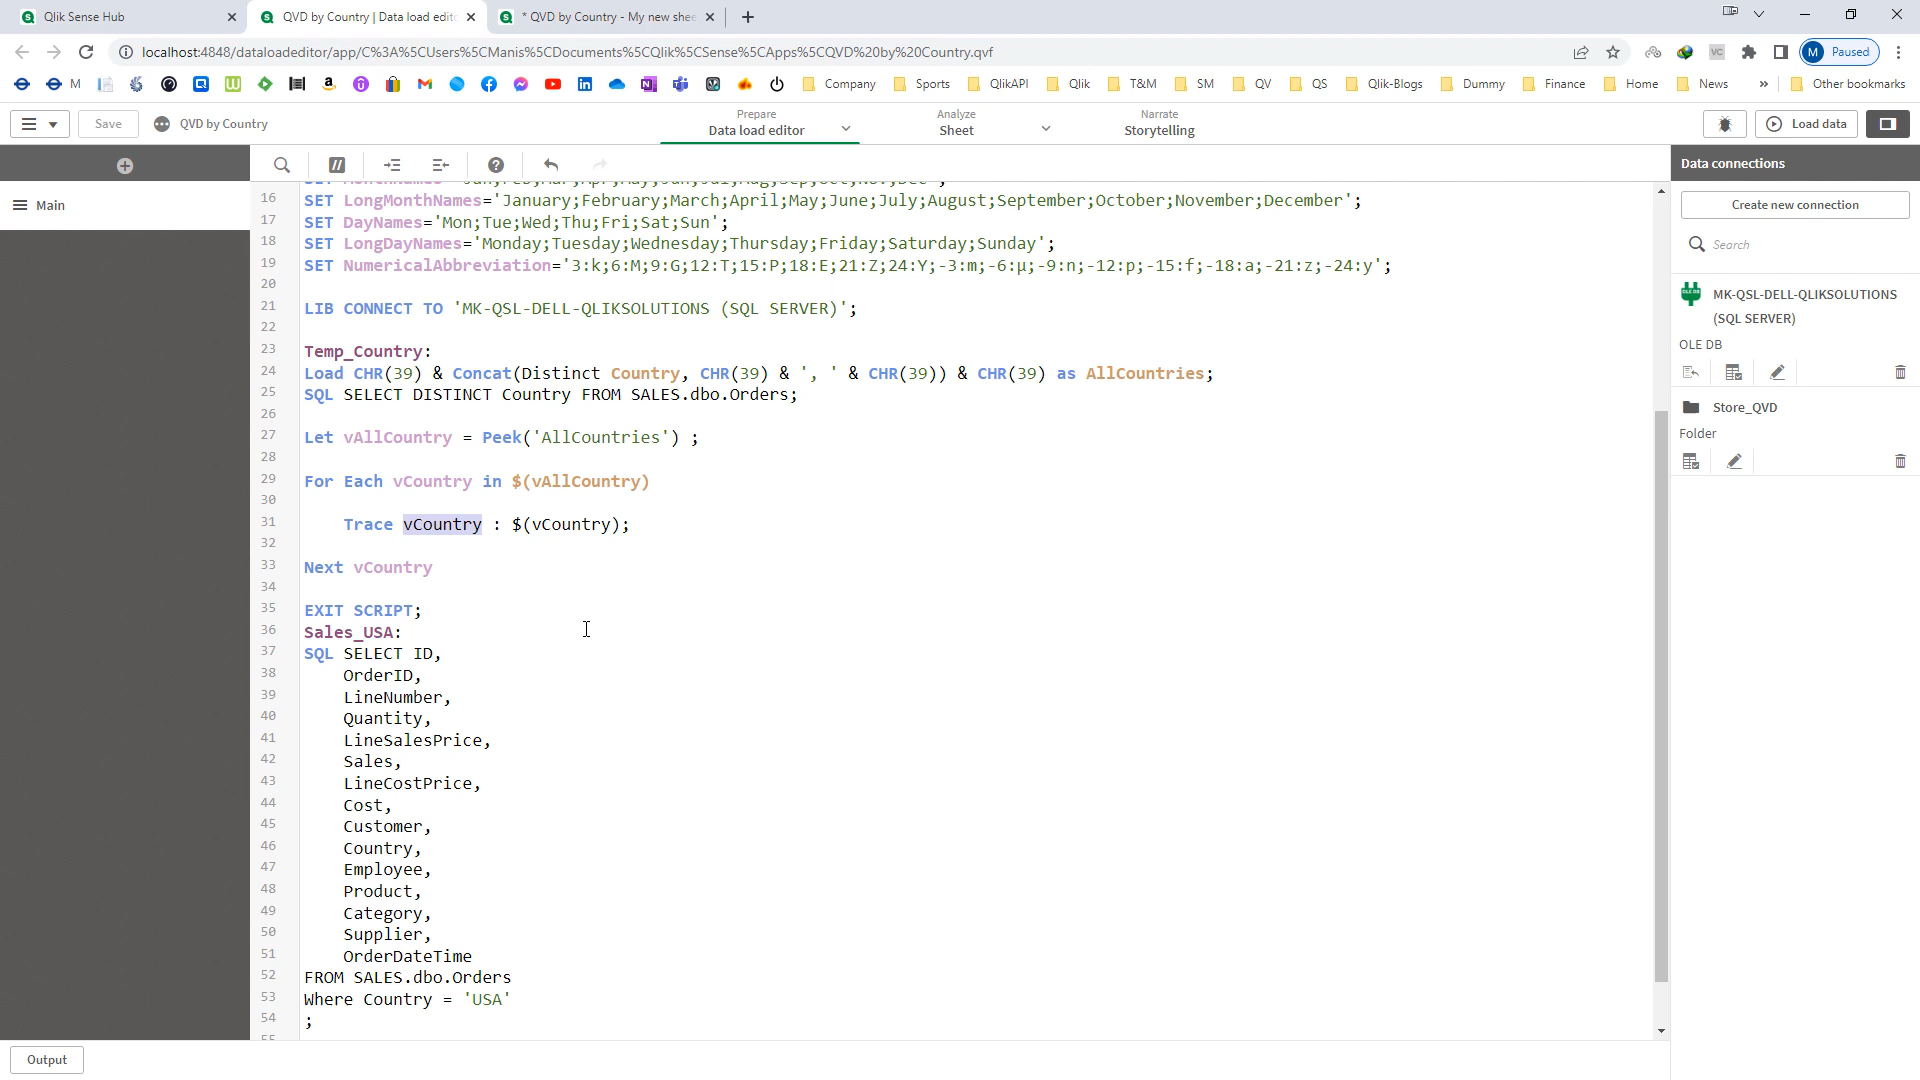 Qlik Sense Hub
QVD by Country | Data load edit
* QVD by Country - My new shee
localhost:4848/dataloadeditor/app/C%3A%5CUsers%5CManis%5CDocuments%5CQlik%5CSense%5CApps%5CQVD%20by%20Country.qvf
VC
M Paused
M
Company
Sports
QlikAPI
Qlik
T&M
SM
QV
QS
Qlik-Blogs
Dummy
Finance
Home
News
»
Other bookmarks
Save
QVD by Country
Prepare
Data load editor
Analyze
Sheet
Narrate
Storytelling
Load data
Main
Data connections
Create new connection
Search
MK-QSL-DELL-QLIKSOLUTIONS
(SQL SERVER)
OLE DB
Store_QVD
Folder
16 SET LongMonthNames='January;February;March;April;May;June;July;August;September;October;November;December';
17 SET DayNames='Mon;Tue;Wed;Thu;Fri;Sat;Sun';
18 SET LongDayNames='Monday;Tuesday;Wednesday;Thursday;Friday;Saturday;Sunday';
19 SET NumericalAbbreviation='3:k;6:M;9:G;12:T;15:P;18:E;21:Z;24:Y;-3:m;-6:μ;-9:n;-12:p;-15:f;-18:a;-21:z;-24:y';
20
21 LIB CONNECT TO 'MK-QSL-DELL-QLIKSOLUTIONS (SQL SERVER)';
22
23 Temp_Country:
24 Load CHR(39) & Concat(Distinct Country, CHR(39) & ', ' & CHR(39)) & CHR(39) as AllCountries;
25 SQL SELECT DISTINCT Country FROM SALES.dbo.Orders;
26
27 Let vAllCountry = Peek('AllCountries') ;
28
29 For Each vCountry in $(vAllCountry)
30
31 Trace vCountry : $(vCountry);
32
33 Next vCountry
34
35 EXIT SCRIPT;
36 Sales_USA:
37 SQL SELECT ID,
38 OrderID,
39 LineNumber,
40 Quantity,
41 LineSalesPrice,
42 Sales,
43 LineCostPrice,
44 Cost,
45 Customer,
46 Country,
47 Employee,
48 Product,
49 Category,
50 Supplier,
51 OrderDateTime
52 FROM SALES.dbo.Orders
53 Where Country = 'USA'
54 ;
Output